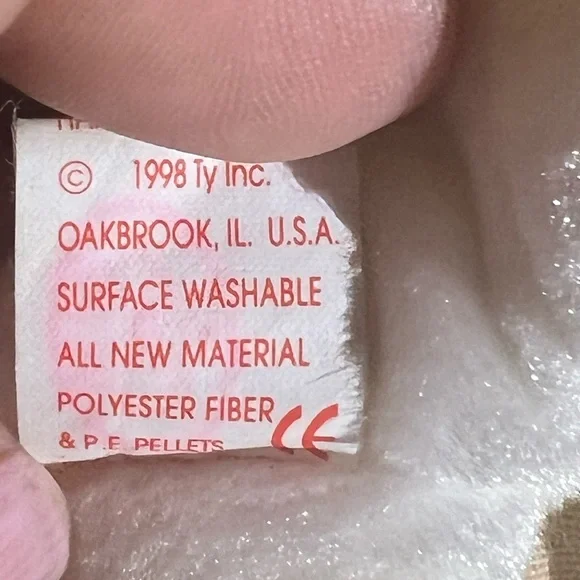 © 1998 Ty Inc.
OAKBROOK, IL. U.S.A.
SURFACE WASHABLE
ALL NEW MATERIAL
POLYESTER FIBER
& P.E. PELLETS CE